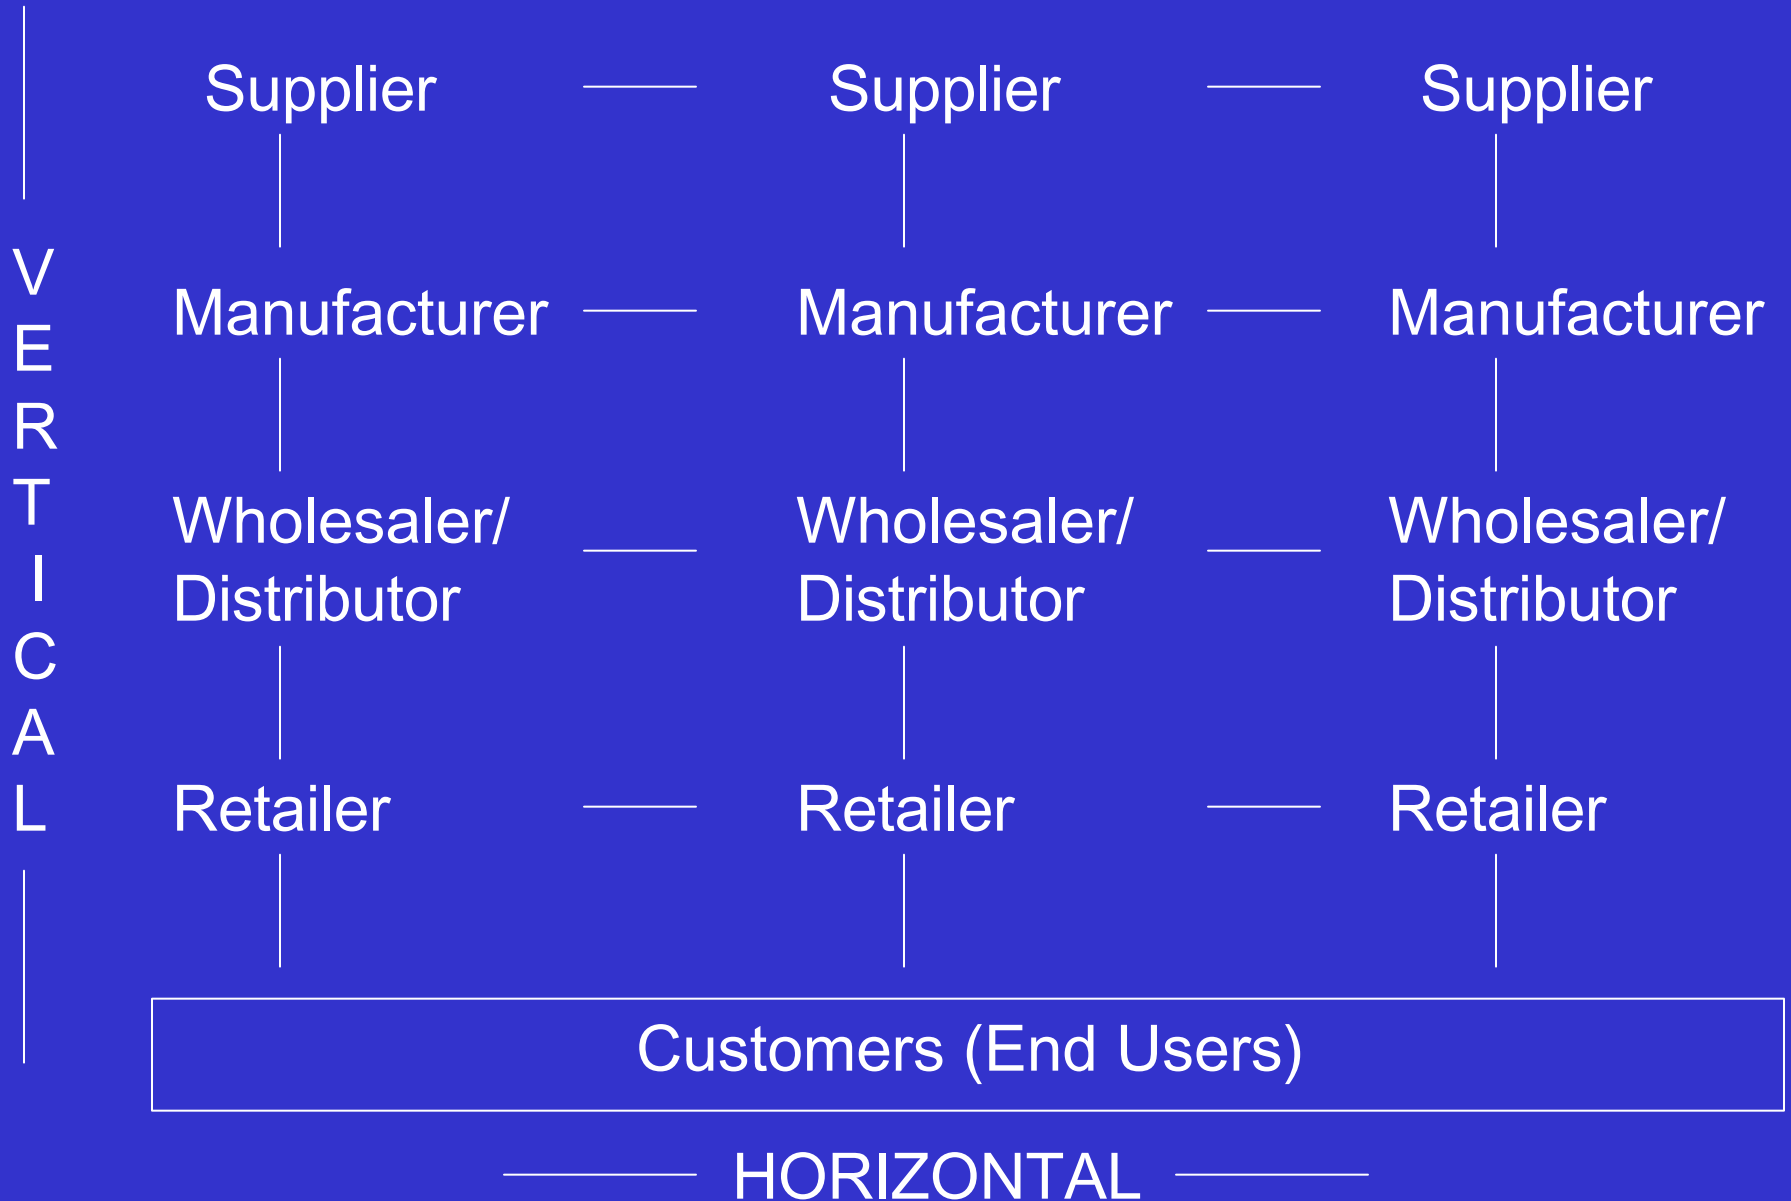 Supplier Supplier Supplier
Manufacturer Manufacturer Manufacturer
Wholesaler/ Wholesaler/ Wholesaler/
Distributor Distributor Distributor
Retailer Retailer Retailer
Customers (End Users)
HORIZONTAL
V
E
R
T
I
C
A
L